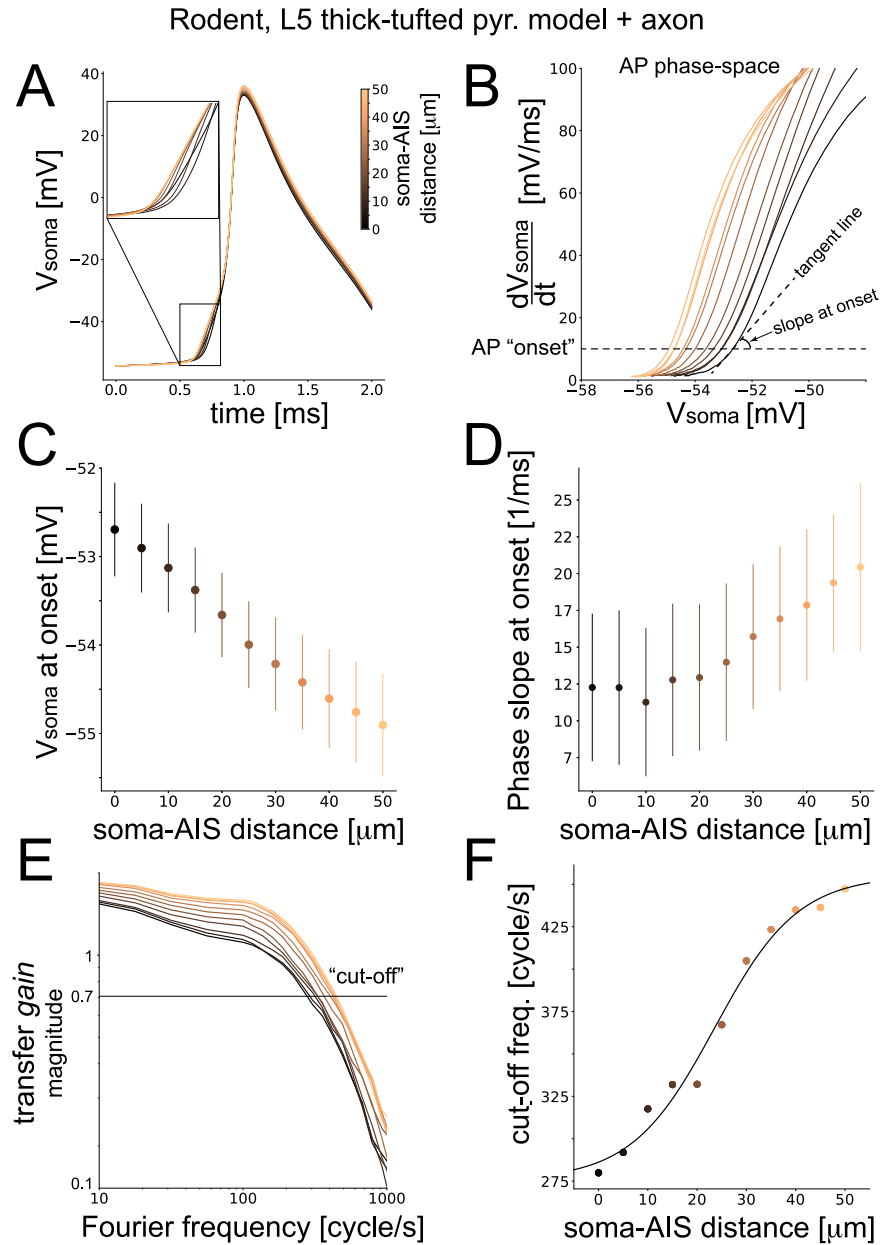 Rodent, L5 thick-tufted pyr. model + axon
A
Vsoma [mV]
40
20
0
−20
−40
0.0
0.5
1.0
1.5
2.0
time [ms]
50
40
30
20
10
0
soma-AIS
distance [μm]
B
AP phase-space
dVsoma
dt
[mV/ms]
100
80
60
40
20
0
AP “onset”
tangent line
slope at onset
−58
−56
−54
−52
−50
Vsoma [mV]
C
Vsoma at onset [mV]
−52
−53
−54
−55
0
10
20
30
40
50
soma-AIS distance [μm]
D
Phase slope at onset [1/ms]
25
22
20
17
15
12
10
7
0
10
20
30
40
50
soma-AIS distance [μm]
E
transfer gain
magnitude
1
0.7
0.1
“cut-off”
10
100
1000
Fourier frequency [cycle/s]
F
cut-off freq. [cycle/s]
425
375
325
275
0
10
20
30
40
50
soma-AIS distance [μm]